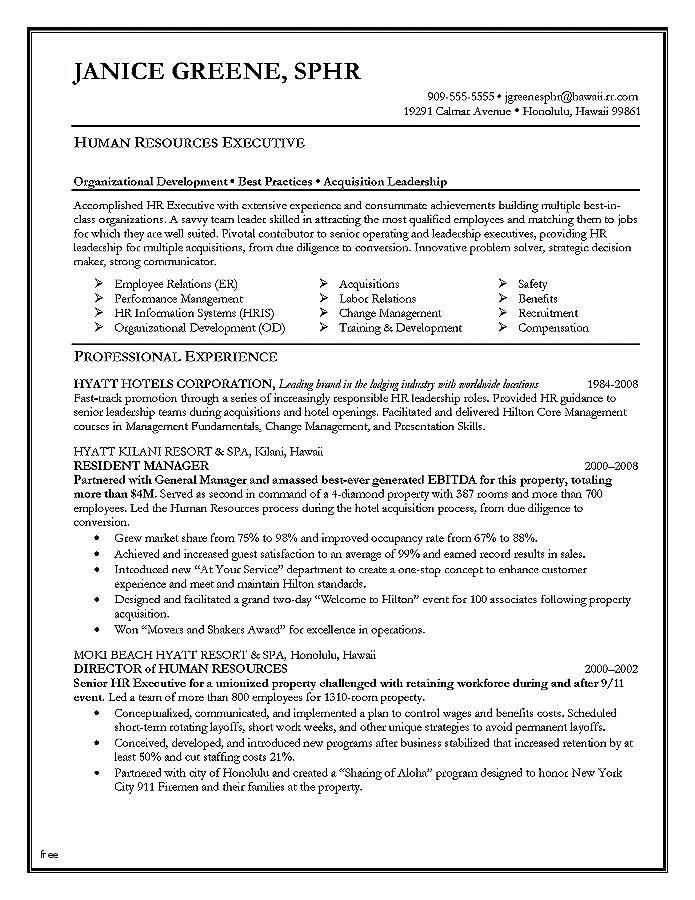 JANICE GREENE, SPHR
909-555-5555 • jgreenesphr@hawaii.rr.com
19291 Calmar Avenue • Honolulu, Hawaii 99861
HUMAN RESOURCES EXECUTIVE
Organizational Development • Best Practices • Acquisition Leadership
Accomplished HR Executive with extensive experience and consummate achievements building multiple best-in-
class organizations. A savvy team leader skilled in attracting the most qualified employees and matching them to jobs
for which they are well suited. Pivotal contributor to senior operating and leadership executives, providing HR
leadership for multiple acquisitions, from due diligence to conversion. Innovative problem solver, strategic decision
maker, strong communicator.
➢ Employee Relations (ER) ➢ Acquisitions ➢ Safety
➢ Performance Management ➢ Labor Relations ➢ Benefits
➢ HR Information Systems (HRIS) ➢ Change Management ➢ Recruitment
➢ Organizational Development (OD) ➢ Training & Development ➢ Compensation
PROFESSIONAL EXPERIENCE
HYATT HOTELS CORPORATION, Leading brand in the lodging industry with worldwide locations 1984-2008
Fast-track promotion through a series of increasingly responsible HR leadership roles. Provided HR guidance to
senior leadership teams during acquisitions and hotel openings. Facilitated and delivered Hilton Core Management
courses in Management Fundamentals, Change Management, and Presentation Skills.
HYATT KILANI RESORT & SPA, Kilani, Hawaii
RESIDENT MANAGER 2000–2008
Partnered with General Manager and amassed best-ever generated EBITDA for this property, totaling
more than $4M. Served as second in command of a 4-diamond property with 387 rooms and more than 700
employees. Led the Human Resources process during the hotel acquisition process, from due diligence to
conversion.
• Grew market share from 75% to 98% and improved occupancy rate from 67% to 88%.
• Achieved and increased guest satisfaction to an average of 99% and earned record results in sales.
• Introduced new “At Your Service” department to create a one-stop concept to enhance customer
experience and meet and maintain Hilton standards.
• Designed and facilitated a grand two-day “Welcome to Hilton” event for 100 associates following property
acquisition.
• Won “Movers and Shakers Award” for excellence in operations.
MOKI BEACH HYATT RESORT & SPA, Honolulu, Hawaii
DIRECTOR of HUMAN RESOURCES 2000–2002
Senior HR Executive for a unionized property challenged with retaining workforce during and after 9/11
event. Led a team of more than 800 employees for 1310-room property.
• Conceptualized, communicated, and implemented a plan to control wages and benefits costs. Scheduled
short-term rotating layoffs, short work weeks, and other unique strategies to avoid permanent layoffs.
• Conceived, developed, and introduced new programs after business stabilized that increased retention by at
least 50% and cut staffing costs 21%.
• Partnered with city of Honolulu and created a “Sharing of Aloha” program designed to honor New York
City 911 Firemen and their families at the property.
free